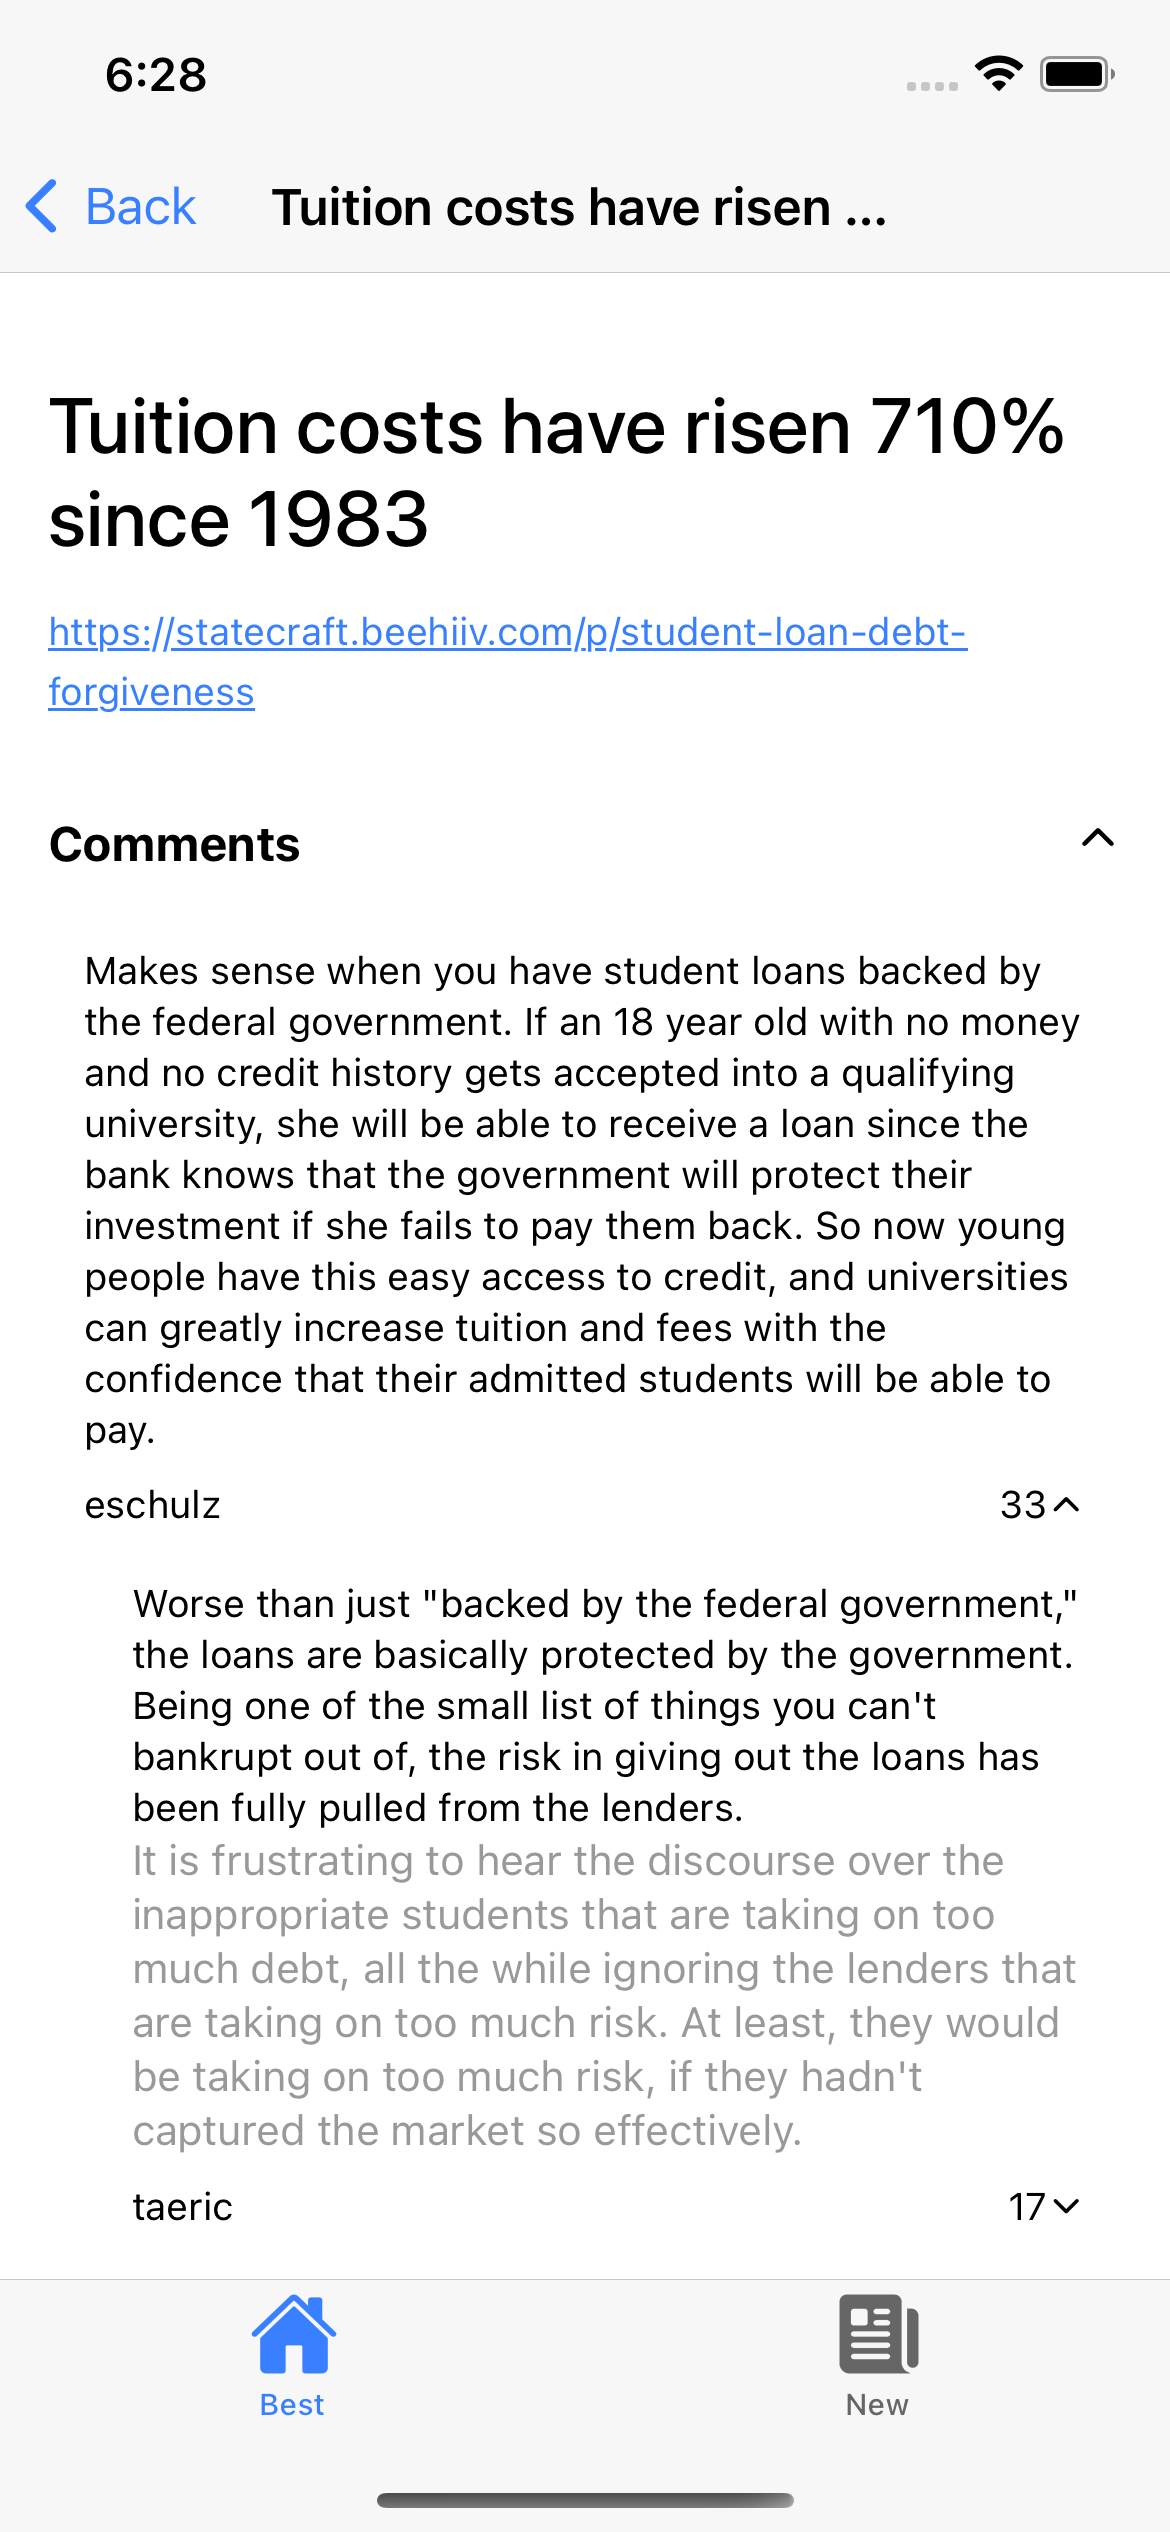 6:28
Back
Tuition costs have risen ...
Tuition costs have risen 710%
since 1983
https://statecraft.beehiiv.com/p/student-loan-debt-
forgiveness
Comments
Makes sense when you have student loans backed by
the federal government. If an 18 year old with no money
and no credit history gets accepted into a qualifying
university, she will be able to receive a loan since the
bank knows that the government will protect their
investment if she fails to pay them back. So now young
people have this easy access to credit, and universities
can greatly increase tuition and fees with the
confidence that their admitted students will be able to
pay.
eschulz 33
Worse than just "backed by the federal government,"
the loans are basically protected by the government.
Being one of the small list of things you can't
bankrupt out of, the risk in giving out the loans has
been fully pulled from the lenders.
It is frustrating to hear the discourse over the
inappropriate students that are taking on too
much debt, all the while ignoring the lenders that
are taking on too much risk. At least, they would
be taking on too much risk, if they hadn't
captured the market so effectively.
taeric 17
Best
New